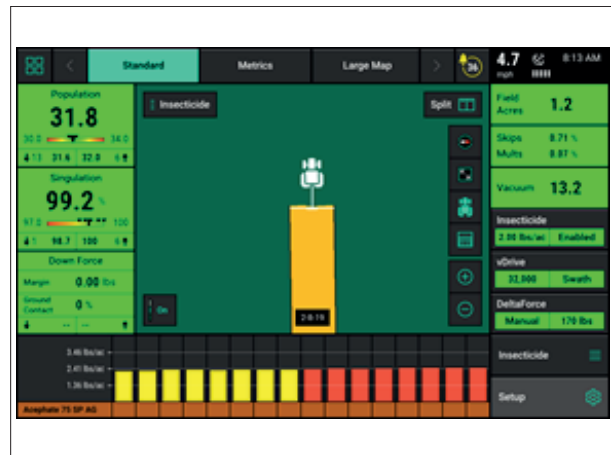 Standard
Metrics
Large Map
36
4.7
mph
8:13 AM
Population
31.8
30.0
34.0
13 31.6 32.0 6
Singulation
99.2 %
97.0
100
1 98.7 100 6
Down Force
Margin 0.00 lbs
Ground Contact 0 %
-- --
Insecticide
Split
On
2-8-19
Field Acres 1.2
Skips 0.71 %
Mults 0.07 %
Vacuum 13.2
Insecticide
2.00 lbs/ac Enabled
vDrive
32,000 Swath
DeltaForce
Manual 170 lbs
Insecticide
Setup
3.46 lbs/ac
2.41 lbs/ac
1.36 lbs/ac
Acephate 75 SP AG